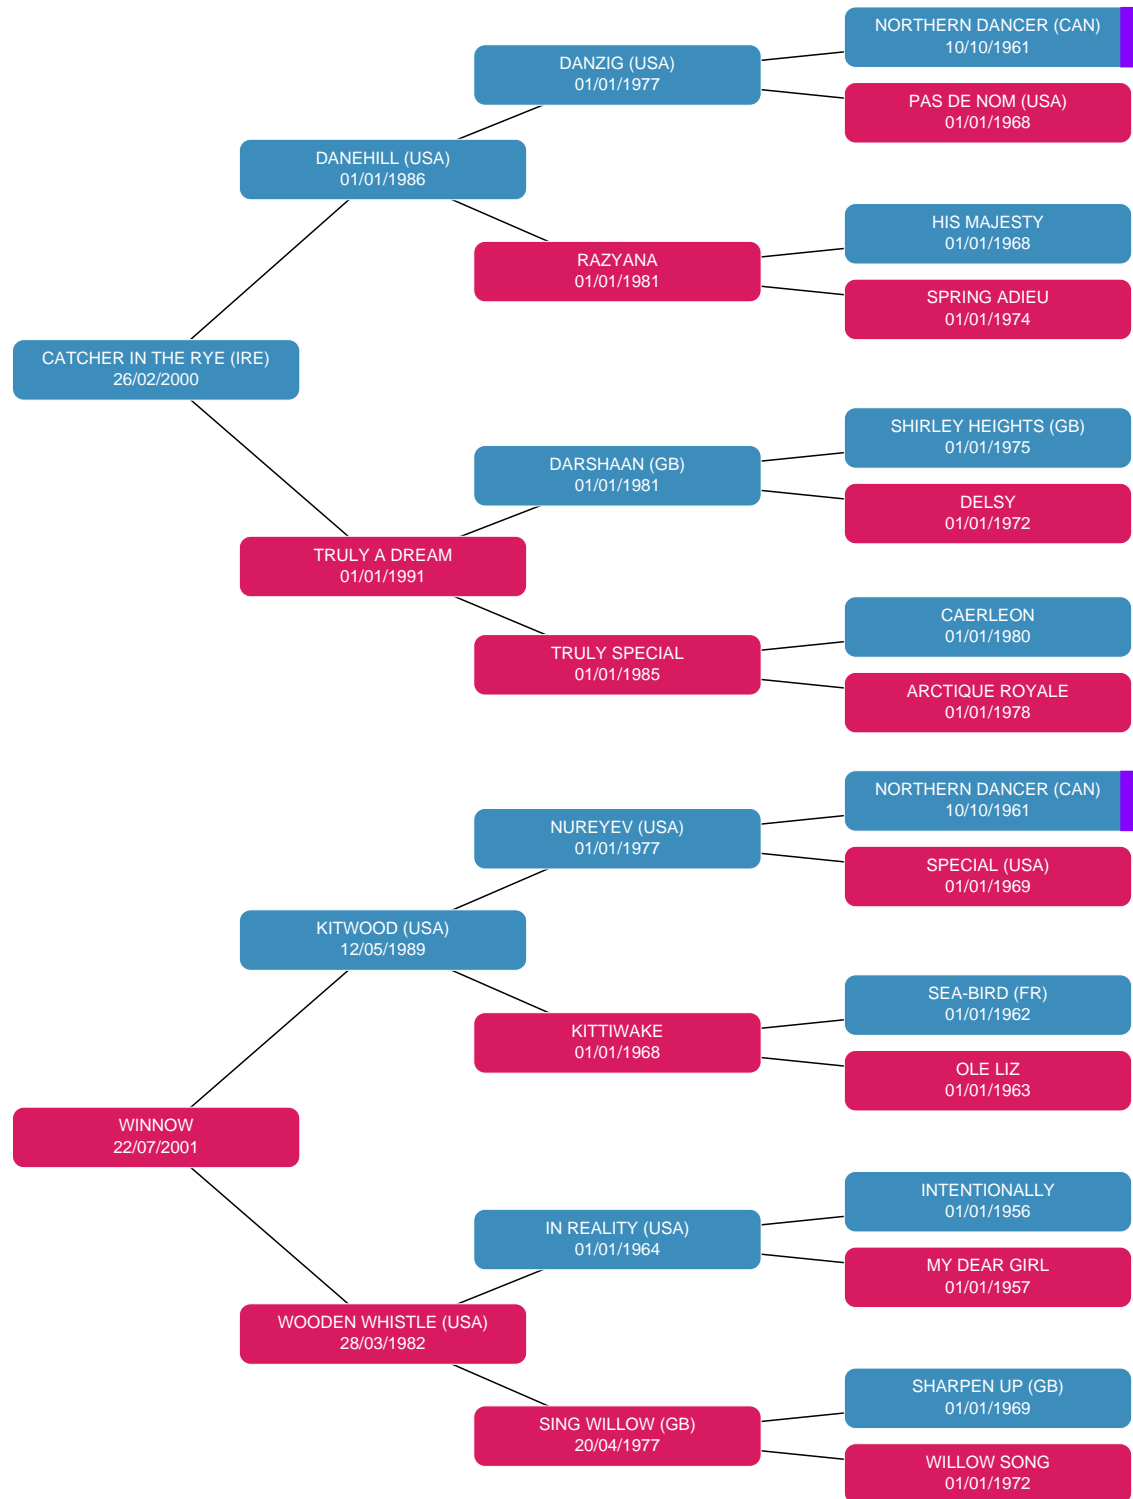 NORTHERN DANCER (CAN)
10/10/1961
DANZIG (USA)
01/01/1977
PAS DE NOM (USA)
01/01/1968
DANEHILL (USA)
01/01/1986
HIS MAJESTY
01/01/1968
RAZYANA
01/01/1981
SPRING ADIEU
01/01/1974
CATCHER IN THE RYE (IRE)
26/02/2000
SHIRLEY HEIGHTS (GB)
01/01/1975
DARSHAAN (GB)
01/01/1981
DELSY
01/01/1972
TRULY A DREAM
01/01/1991
CAERLEON
01/01/1980
TRULY SPECIAL
01/01/1985
ARCTIQUE ROYALE
01/01/1978
NORTHERN DANCER (CAN)
10/10/1961
NUREYEV (USA)
01/01/1977
SPECIAL (USA)
01/01/1969
KITWOOD (USA)
12/05/1989
SEA-BIRD (FR)
01/01/1962
KITTIWAKE
01/01/1968
OLE LIZ
01/01/1963
WINNOW
22/07/2001
INTENTIONALLY
01/01/1956
IN REALITY (USA)
01/01/1964
MY DEAR GIRL
01/01/1957
WOODEN WHISTLE (USA)
28/03/1982
SHARPEN UP (GB)
01/01/1969
SING WILLOW (GB)
20/04/1977
WILLOW SONG
01/01/1972